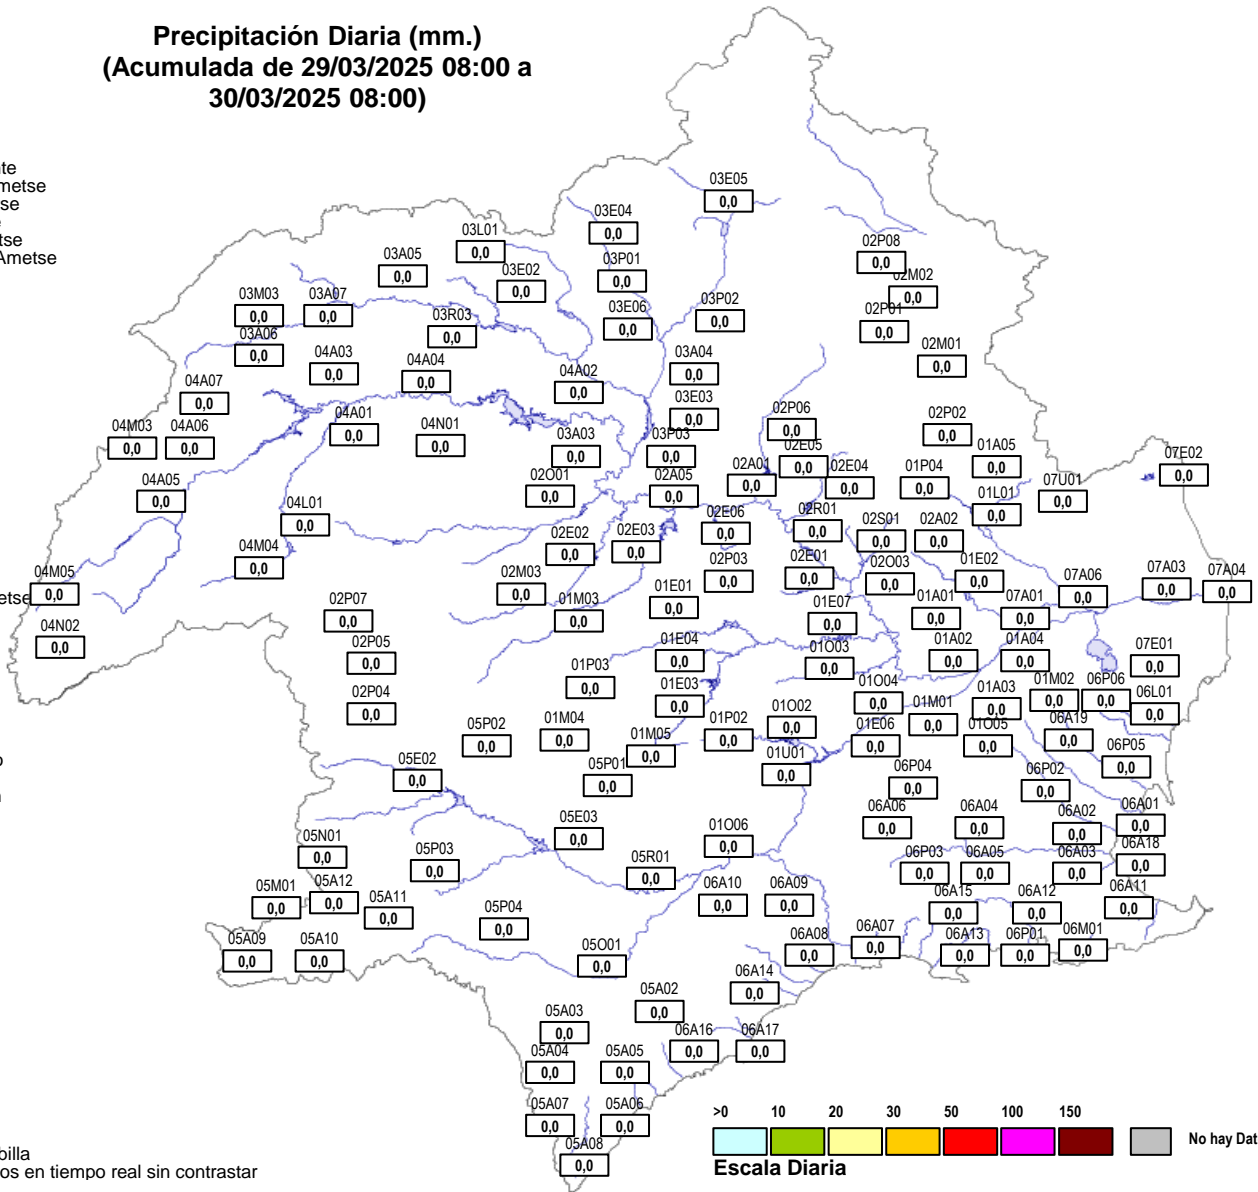 Precipitación Diaria (mm.)
(Acumulada de 29/03/2025 08:00 a
30/03/2025 08:00)
nte
metse
se
e
tse
Ametse
03E05
0,0
03E04
0,0
03L01
0,0
03A05
0,0
03P01
0,0
03E02
0,0
02P08
0,0
02M02
0,0
03M03
0,0
03A07
0,0
03R03
0,0
03E06
0,0
03P02
0,0
02P01
0,0
03A06
0,0
04A03
0,0
04A04
0,0
04A02
0,0
03A04
0,0
02M01
0,0
04A07
0,0
03E03
0,0
04M03
0,0
04A06
0,0
04A01
0,0
04N01
0,0
03A03
0,0
03P03
0,0
02P06
0,0
02E05
0,0
02P02
0,0
01A05
0,0
07E02
0,0
04A05
0,0
02O01
0,0
02A05
0,0
02A01
0,0
02E04
0,0
01P04
0,0
07U01
0,0
01L01
0,0
04L01
0,0
02E06
0,0
02R01
0,0
02S01
0,0
02A02
0,0
04M04
0,0
02E02
0,0
02E03
0,0
02P03
0,0
02E01
0,0
02O03
0,0
01E02
0,0
04M05
0,0
etse
02M03
0,0
01E01
0,0
07A06
0,0
07A03
0,0
07A04
0,0
02P07
0,0
01M03
0,0
01E07
0,0
01A01
0,0
07A01
0,0
04N02
0,0
02P05
0,0
01E04
0,0
01O03
0,0
01A02
0,0
01A04
0,0
07E01
0,0
01P03
0,0
01E03
0,0
01O04
0,0
01A03
0,0
01M02
0,0
06P06
0,0
06L01
0,0
02P04
0,0
01O02
0,0
01M01
0,0
05P02
0,0
01M04
0,0
01M05
0,0
01P02
0,0
01E06
0,0
01O05
0,0
06A19
0,0
06P05
0,0
o
05E02
0,0
05P01
0,0
01U01
0,0
06P04
0,0
06P02
0,0
05E03
0,0
01O06
0,0
06A06
0,0
06A04
0,0
06A02
0,0
06A01
0,0
05N01
0,0
05P03
0,0
05R01
0,0
06P03
0,0
06A05
0,0
06A03
0,0
06A18
0,0
05M01
0,0
05A12
0,0
05A11
0,0
06A10
0,0
06A09
0,0
06A15
0,0
06A12
0,0
06A11
0,0
05P04
0,0
05A09
0,0
05A10
0,0
05O01
0,0
06A08
0,0
06A07
0,0
06A13
0,0
06P01
0,0
06M01
0,0
06A14
0,0
05A02
0,0
05A03
0,0
06A16
0,0
06A17
0,0
05A04
0,0
05A05
0,0
05A07
0,0
05A06
0,0
05A08
0,0
>0 10 20 30 50 100 150
No hay Dat
Escala Diaria
billa
os en tiempo real sin contrastar